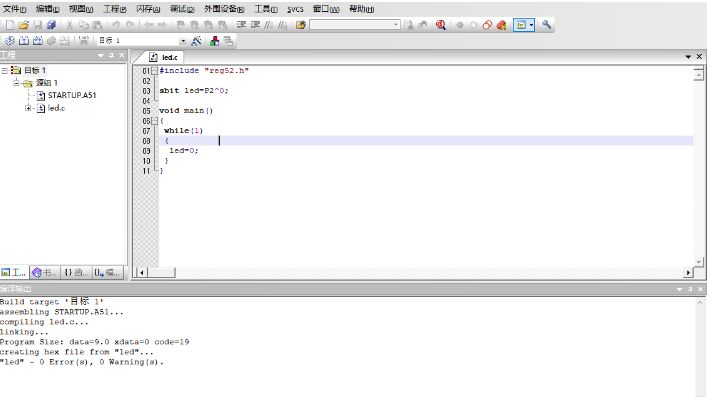 文件(F) 编辑(E) 视图(V) 工程(P) 闪存(A) 调试(D) 外围设备(R) 工具(T) SVCS 窗口(W) 帮助(H)
目标 1
工程
led.c
目标 1
源组 1
STARTUP.A51
led.c
01 #include "reg52.h"
02
03 sbit led=P2^0;
04
05 void main()
06 {
07 while(1)
08 {
09 led=0;
10 }
11 }
工... 书... {} 函... 0→ 模...
编译输出
Build target '目标 1'
assembling STARTUP.A51...
compiling led.c...
linking...
Program Size: data=9.0 xdata=0 code=19
creating hex file from "led"...
"led" - 0 Error(s), 0 Warning(s).